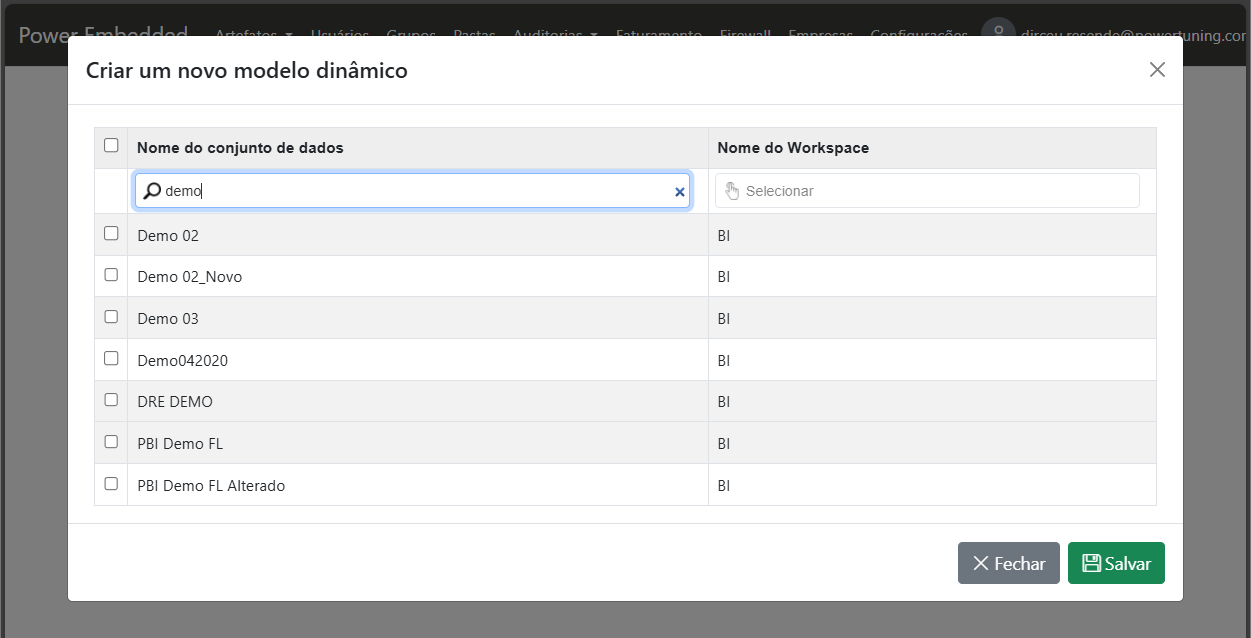 Power Embedded Artefatos Usuários Grupos Pastas Auditorias Faturamento Firewall Empresas Configurações dirceu.resende@powertuning.com
Criar um novo modelo dinâmico
Nome do conjunto de dados Nome do Workspace
demo Selecionar
Demo 02 BI
Demo 02_Novo BI
Demo 03 BI
Demo042020 BI
DRE DEMO BI
PBI Demo FL BI
PBI Demo FL Alterado BI
Fechar Salvar